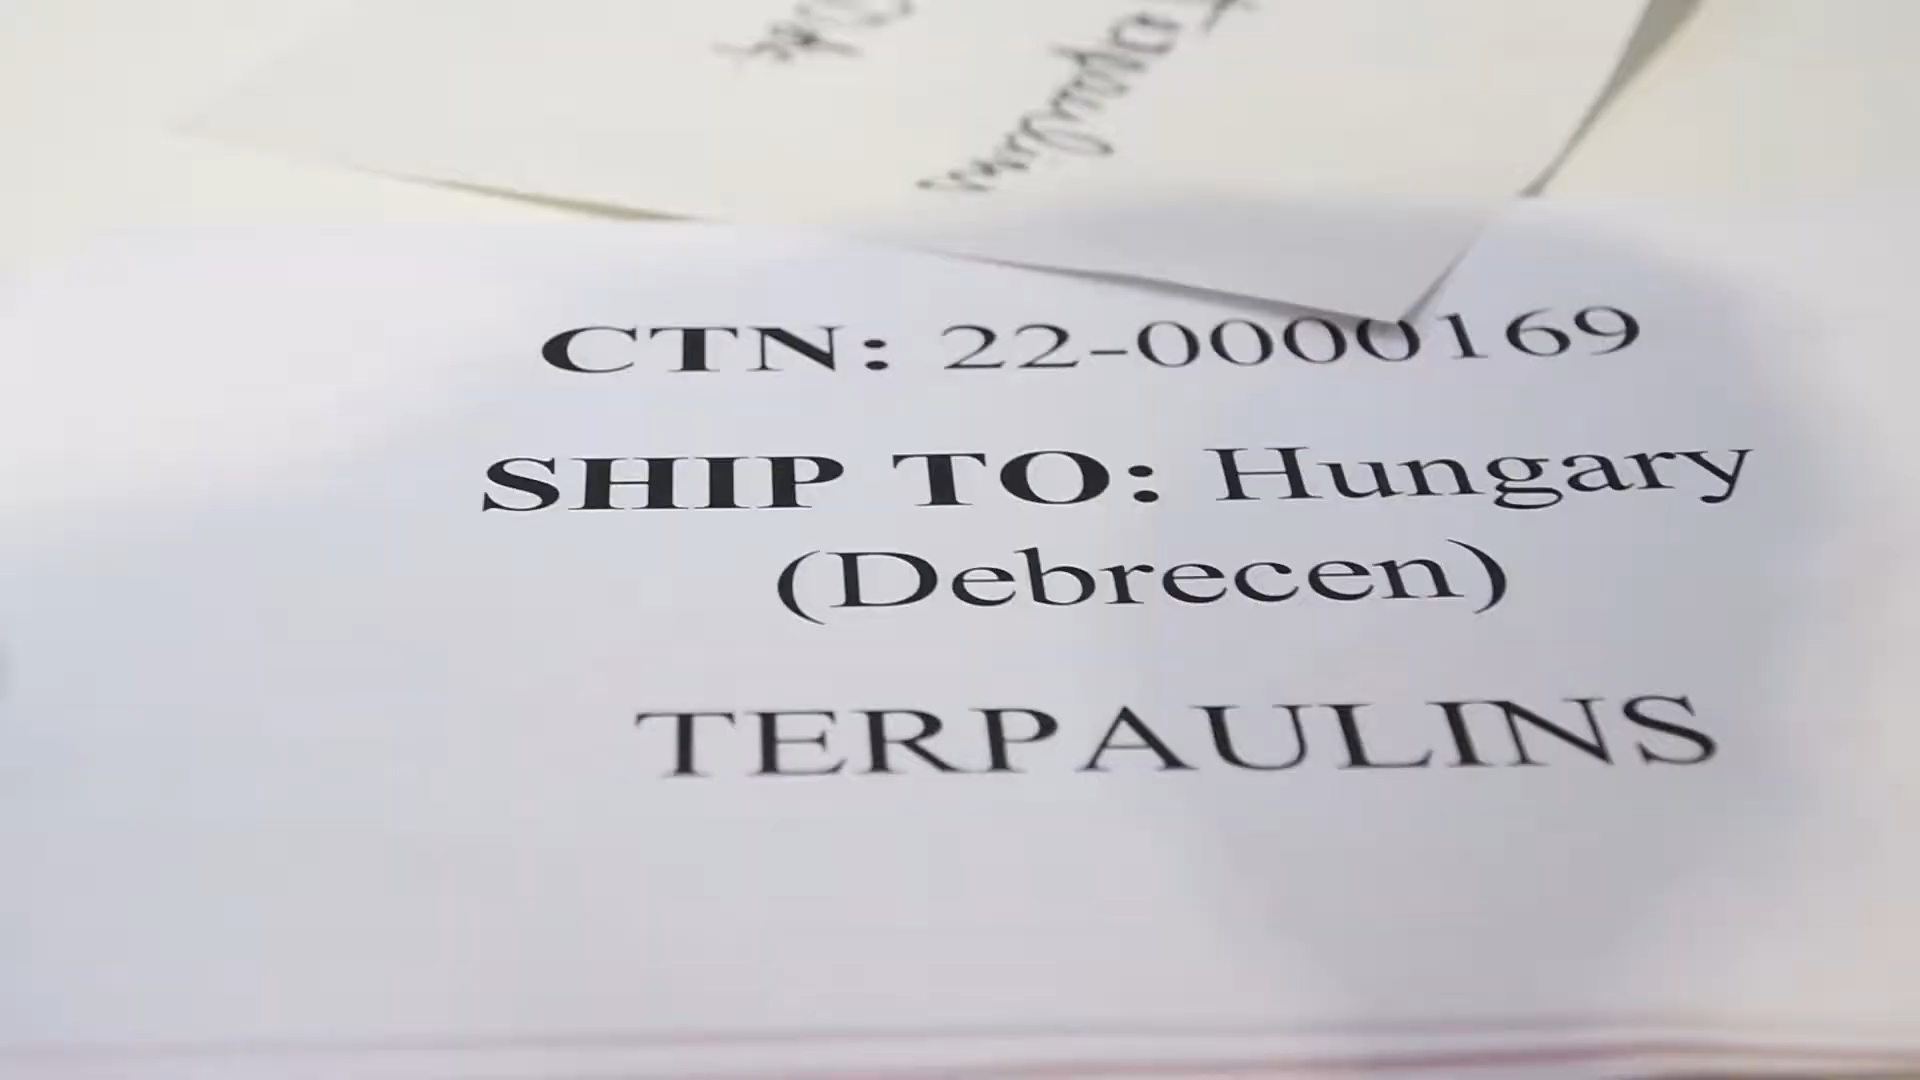 CTN: 22-0000169
SHIP TO: Hungary
(Debrecen)
TERPAULINS